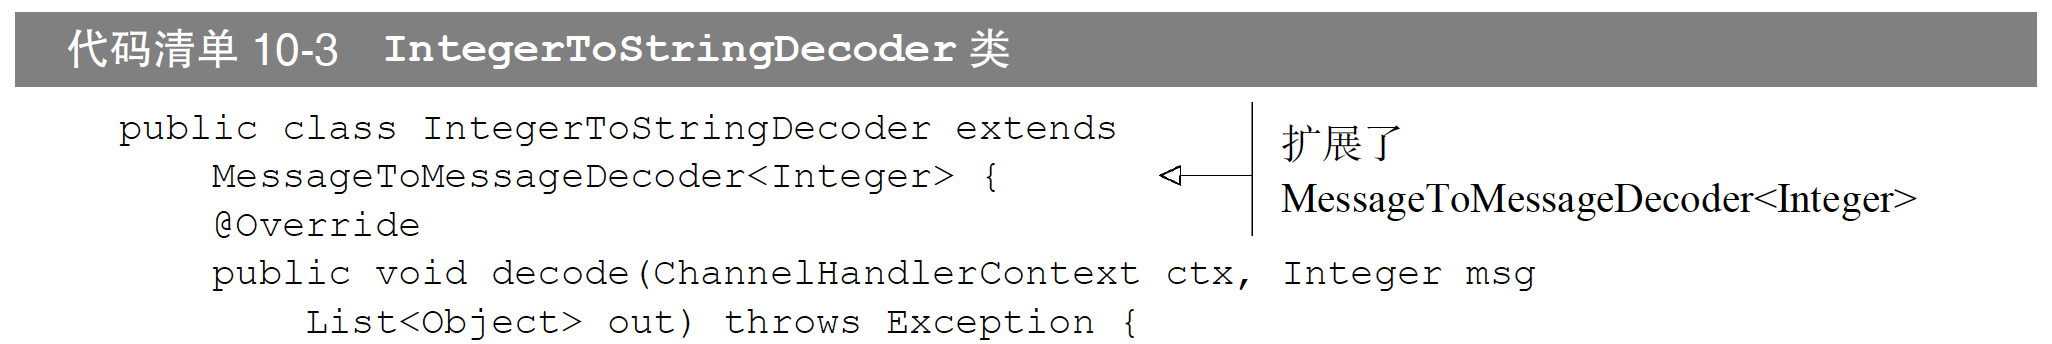 代码清单 10-3 IntegerToStringDecoder 类
public class IntegerToStringDecoder extends
MessageToMessageDecoder<Integer> {
@Override
public void decode(ChannelHandlerContext ctx, Integer msg
List<Object> out) throws Exception {
扩展了
MessageToMessageDecoder<Integer>